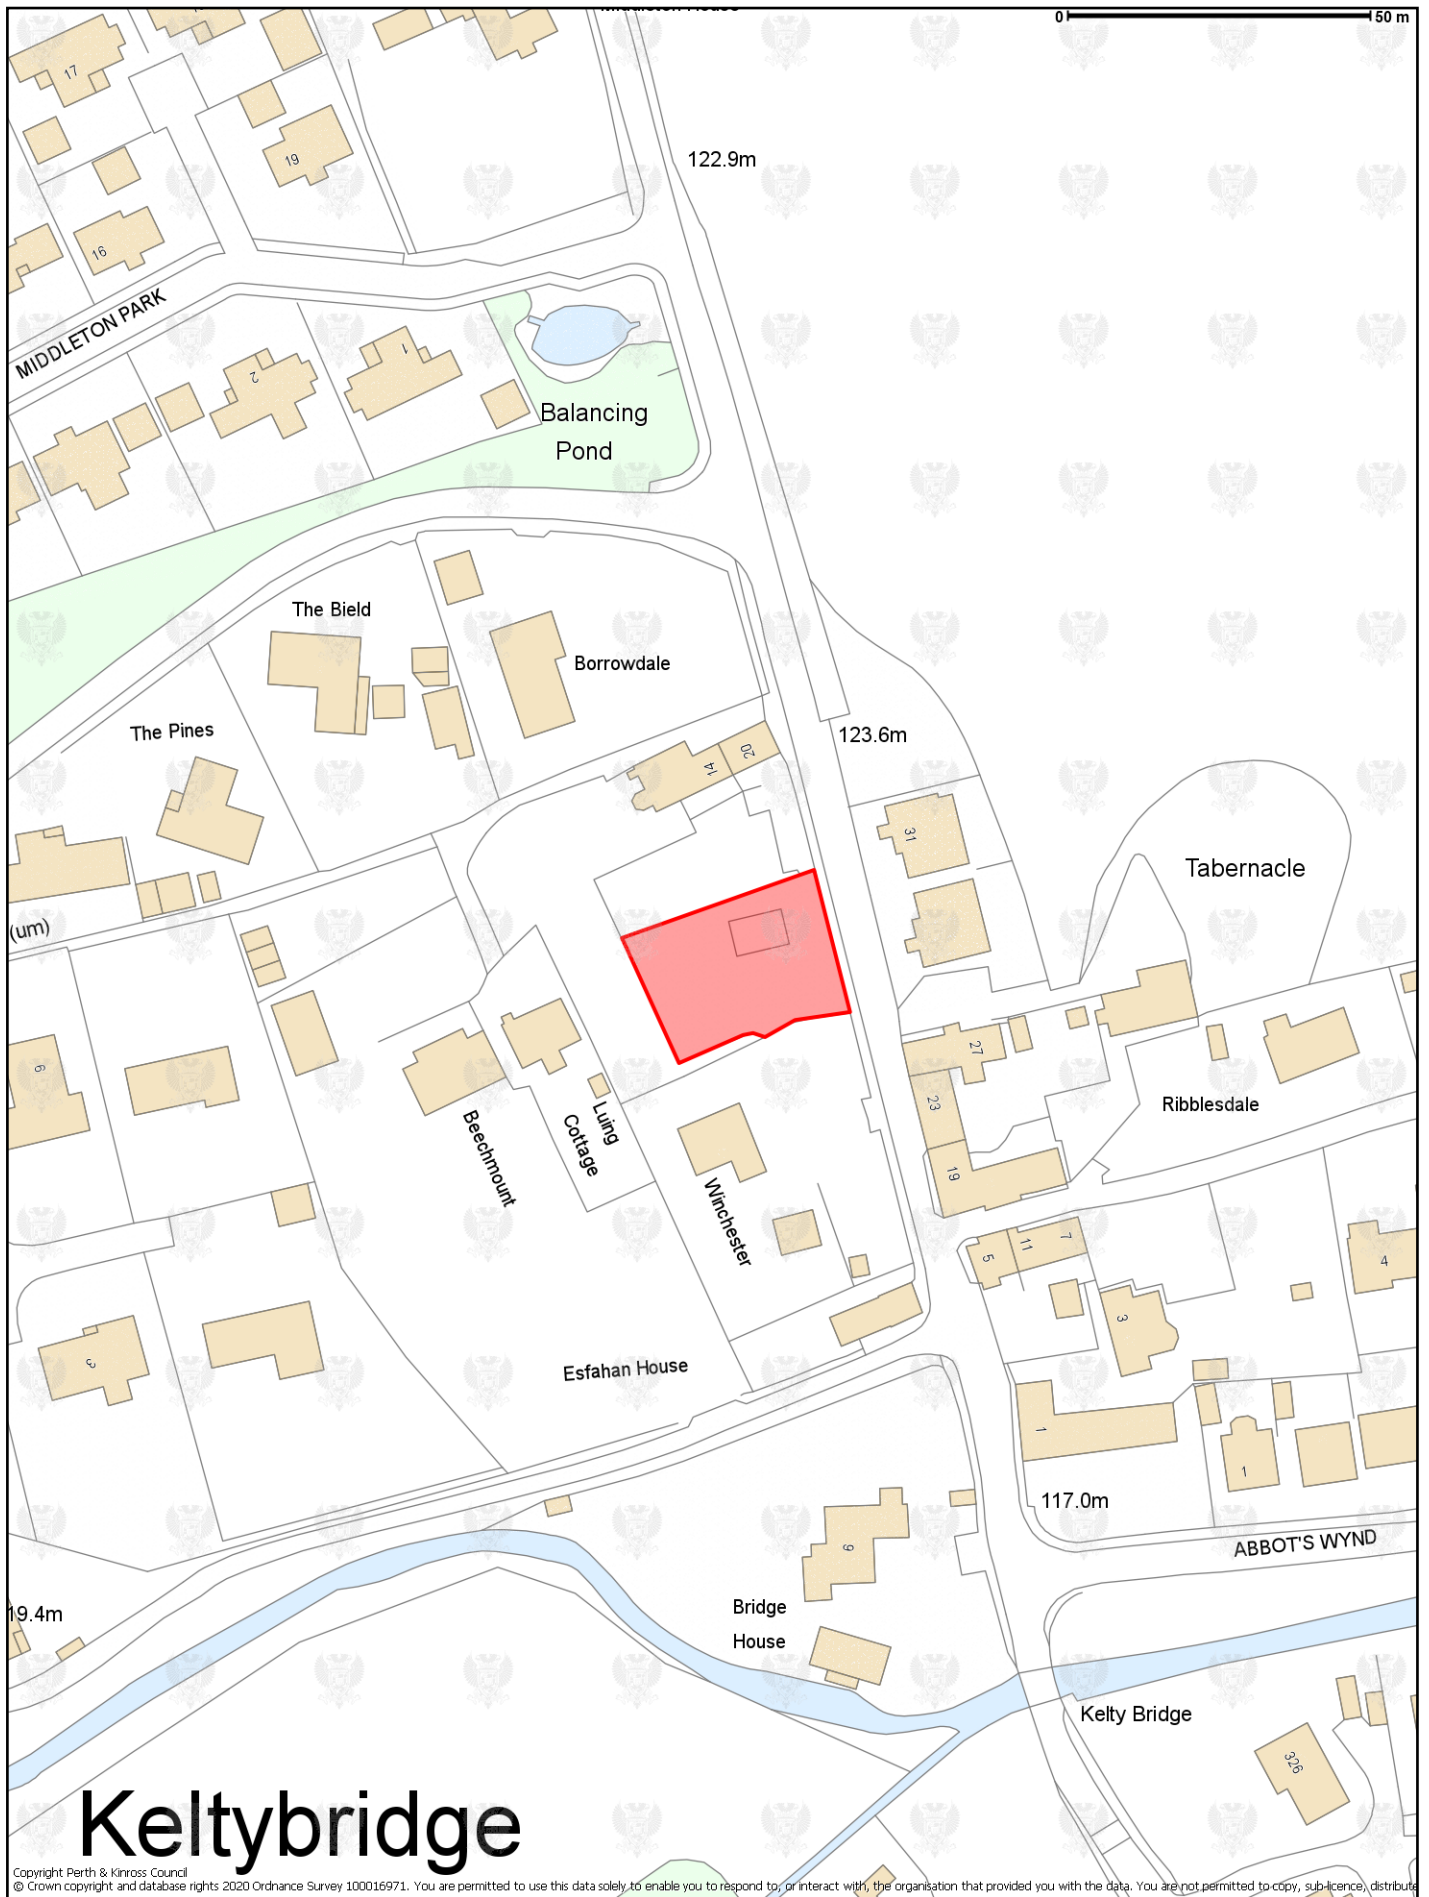 0
50 m
17
122.9m
19
16
MIDDLETON PARK
1
2
Balancing
Pond
The Bield
Borrowdale
The Pines
123.6m
20
14
31
Tabernacle
(um)
27
9
23
Ribblesdale
Luing
Cottage
Beechmount
19
Winchester
7
11
5
4
3
3
Esfahan House
1
1
117.0m
ABBOT'S WYND
9
Bridge
House
19.4m
Kelty Bridge
326
Keltybridge
Copyright Perth & Kinross Council
© Crown copyright and database rights 2020 Ordnance Survey 100016971. You are permitted to use this data solely to enable you to respond to, or interact with, the organisation that provided you with the data. You are not permitted to copy, sub-licence, distribute